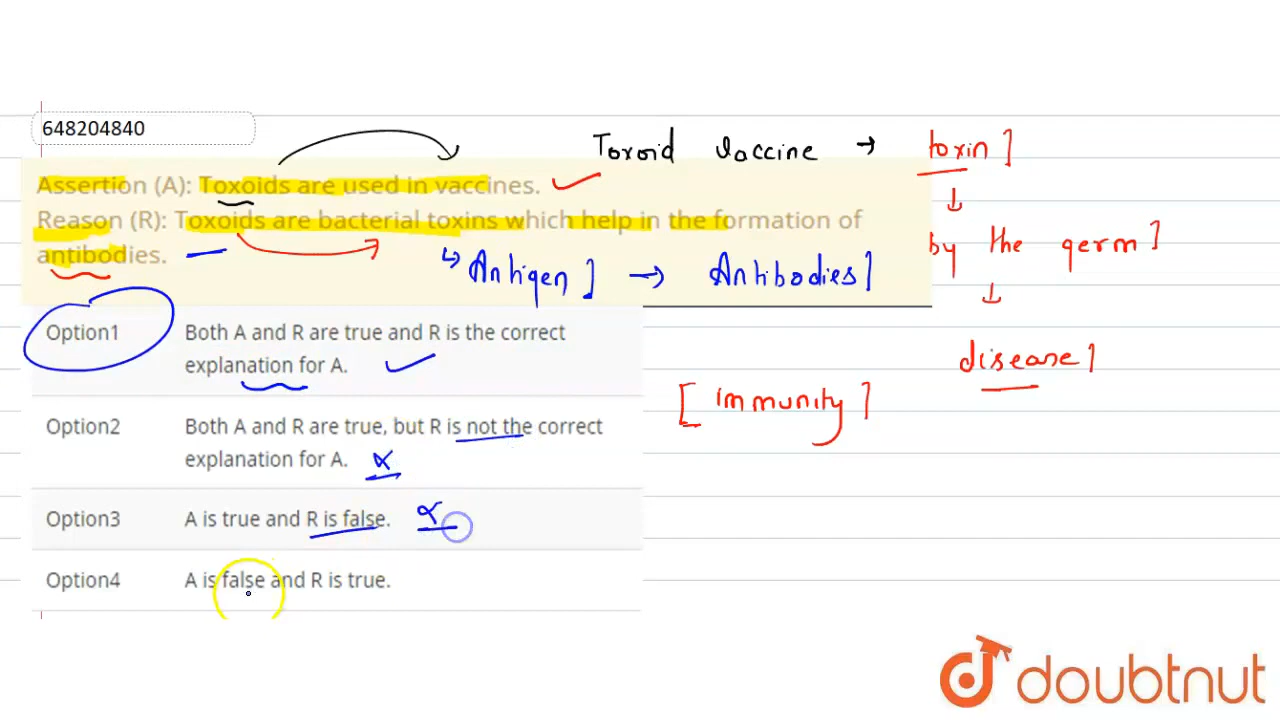 648204840
Toxoid Vaccine → toxin]
Assertion (A): Toxoids are used in vaccines.
Reason (R): Toxoids are bacterial toxins which help in the formation of
antibodies.
by the germ]
Antigen] → Antibodies]
Option1 Both A and R are true and R is the correct
explanation for A.
disease]
[immunity]
Option2 Both A and R are true, but R is not the correct
explanation for A.
Option3 A is true and R is false.
Option4 A is false and R is true.
doubtnut